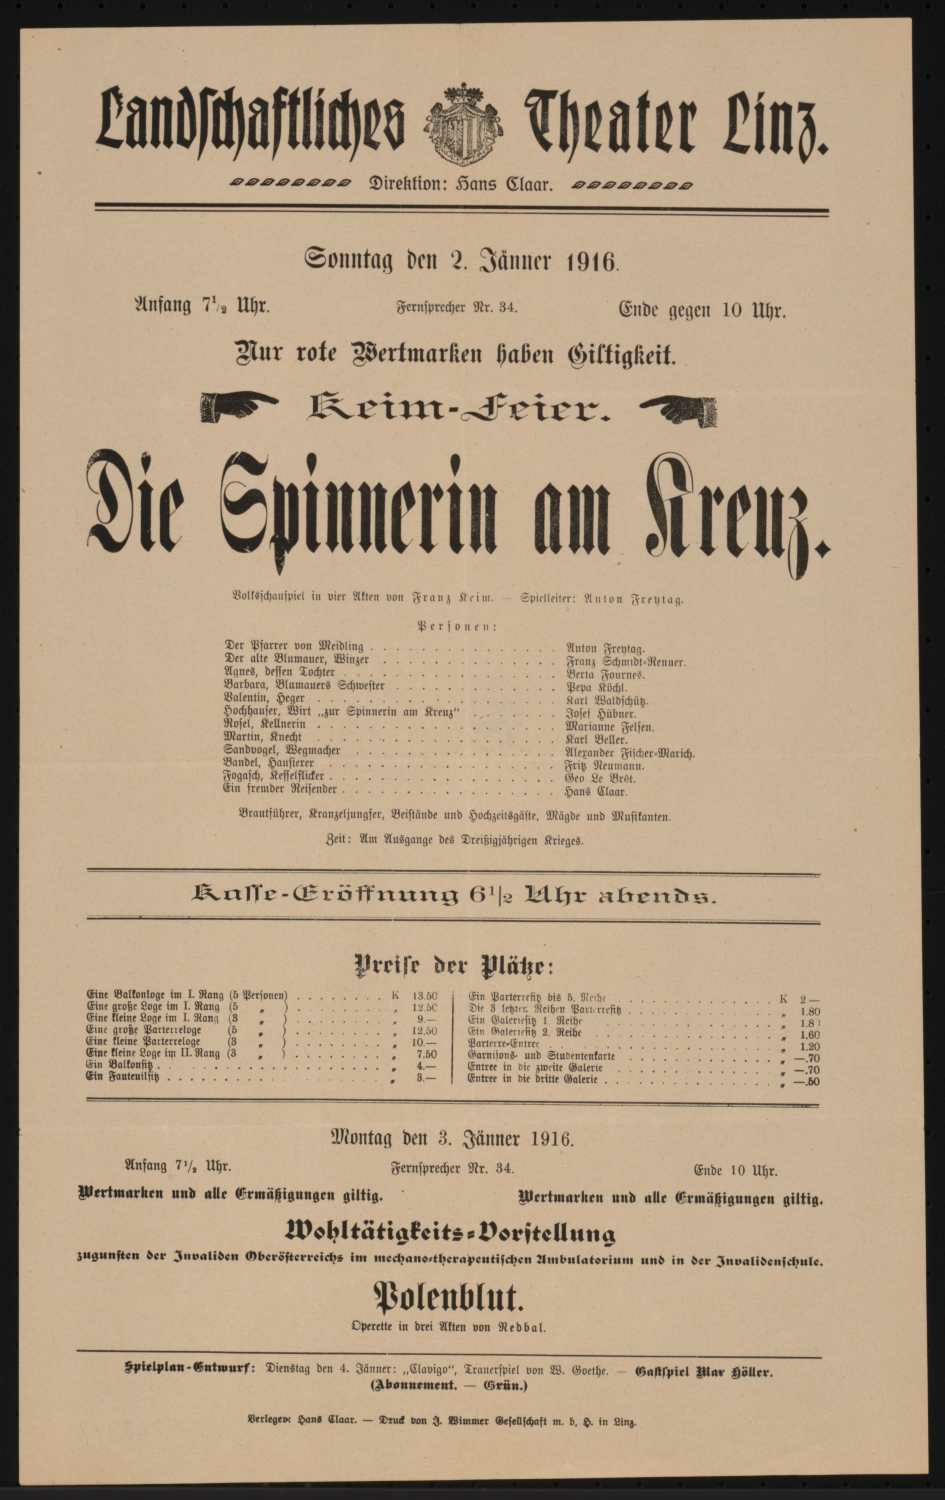 Landschaftliches Theater Linz.
Direktion: Hans Claar.
Sonntag den 2. Jänner 1916.
Anfang 7 1/2 Uhr. Fernsprecher Nr. 34. Ende gegen 10 Uhr.
Nur rote Wertmarken haben Giltigkeit.
Keim-Feier.
Die Spinnerin am Kreuz.
Volksschauspiel in vier Akten von Franz Keim. — Spielleiter: Anton Freytag.
Personen:
Der Pfarrer von Meidling . . . . . . . . . . . . . . Anton Freytag.
Der alte Blumauer, Winzer . . . . . . . . . . . . . . Franz Schmidt-Renner.
Agnes, dessen Tochter . . . . . . . . . . . . . . Berta Fournes.
Barbara, Blumauers Schwester . . . . . . . . . . . . . Pepa Köchl.
Valentin, Heger . . . . . . . . . . . . . . . . Karl Waldschütz.
Hochhauser, Wirt „zur Spinnerin am Kreuz“ . . . . . . . Josef Hübner.
Rosel, Kellnerin . . . . . . . . . . . . . . . . Marianne Felsen.
Martin, Knecht . . . . . . . . . . . . . . . . Karl Beller.
Sandvogel, Wegmacher . . . . . . . . . . . . . . Alexander Fischer-Marich.
Bandel, Hausierer . . . . . . . . . . . . . . . Fritz Neumann.
Fogasch, Kesselflicker . . . . . . . . . . . . . . . Geo Le Brét.
Ein fremder Reisender . . . . . . . . . . . . . . Hans Claar.
Brautführer, Kranzeljungfer, Beistände und Hochzeitsgäste, Mägde und Musikanten.
Zeit: Am Ausgange des Dreißigjährigen Krieges.
Kasse-Eröffnung 6 1/2 Uhr abends.
Preise der Plätze:
Eine Balkonloge im I. Rang (5 Personen) . . . . . . . . K 13.50
Eine große Loge im I. Rang (5 „ ) . . . . . . . . „ 12.50
Eine kleine Loge im I. Rang (3 „ ) . . . . . . . . „ 9.—
Eine große Parterreloge (5 „ ) . . . . . . . . „ 12.50
Eine kleine Parterreloge (3 „ ) . . . . . . . . „ 10.—
Eine kleine Loge im II. Rang (3 „ ) . . . . . . . . „ 7.50
Ein Balkonsitz . . . . . . . . . . . . . . . „ 4.—
Ein Fauteuilsitz . . . . . . . . . . . . . . . „ 3.—
Ein Parterresitz bis 5. Reihe . . . . . . . . . . . . K 2 —
Die 3 letzten Reihen Parterresitz . . . . . . . . . . . „ 1.80
Ein Galeriesitz 1. Reihe . . . . . . . . . . . . . „ 1.80
Ein Galeriesitz 2. Reihe . . . . . . . . . . . . . „ 1.60
Parterre-Entree . . . . . . . . . . . . . . . „ 1.20
Garnisons- und Studentenkarte . . . . . . . . . . . „ —.70
Entree in die zweite Galerie . . . . . . . . . . . . „ —.70
Entree in die dritte Galerie . . . . . . . . . . . . „ —.50
Montag den 3. Jänner 1916.
Anfang 7 1/2 Uhr. Fernsprecher Nr. 34. Ende 10 Uhr.
Wertmarken und alle Ermäßigungen giltig. Wertmarken und alle Ermäßigungen giltig.
Wohltätigkeits-Vorstellung
zugunsten der Invaliden Oberösterreichs im mechano-therapeutischen Ambulatorium und in der Invalidenschule.
Polenblut.
Operette in drei Akten von Nedbal.
Spielplan-Entwurf: Dienstag den 4. Jänner: „Clavigo“, Trauerspiel von W. Goethe. — Gastspiel Max Höller.
(Abonnement. — Grün.)
Verleger: Hans Claar. — Druck von J. Wimmer Gesellschaft m. b. H. in Linz.